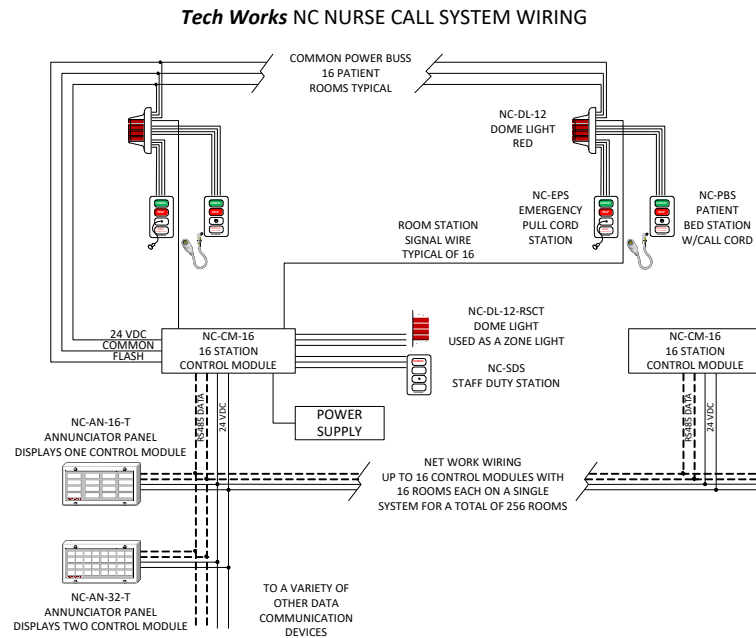 Tech Works NC NURSE CALL SYSTEM WIRING
COMMON POWER BUSS
16 PATIENT
ROOMS TYPICAL
NC-DL-12
DOME LIGHT
RED
NC-EPS
EMERGENCY
PULL CORD
STATION
NC-PBS
PATIENT
BED STATION
W/CALL CORD
ROOM STATION
SIGNAL WIRE
TYPICAL OF 16
24 VDC
COMMON
FLASH
NC-CM-16
16 STATION
CONTROL MODULE
NC-DL-12-RSCT
DOME LIGHT
USED AS A ZONE LIGHT
NC-SDS
STAFF DUTY STATION
NC-CM-16
16 STATION
CONTROL MODULE
POWER
SUPPLY
RS485 DATA
24 VDC
RS485 DATA
24 VDC
NC-AN-16-T
ANNUNCIATOR PANEL
DISPLAYS ONE CONTROL MODULE
NET WORK WIRING
UP TO 16 CONTROL MODULES WITH
16 ROOMS EACH ON A SINGLE
SYSTEM FOR A TOTAL OF 256 ROOMS
NC-AN-32-T
ANNUNCIATOR PANEL
DISPLAYS TWO CONTROL MODULE
TO A VARIETY OF
OTHER DATA
COMMUNICATION
DEVICES